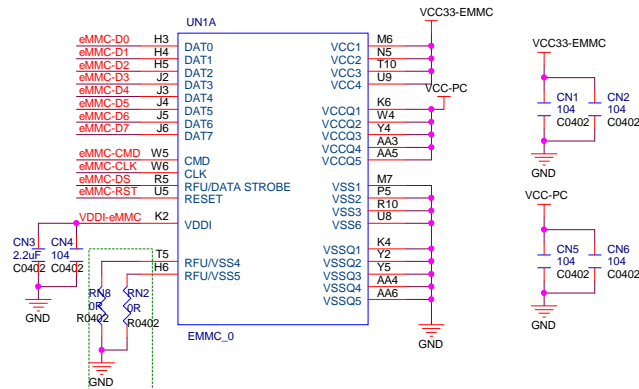 UN1A
eMMC-D0 H3 DAT0
eMMC-D1 H4 DAT1
eMMC-D2 H5 DAT2
eMMC-D3 J2 DAT3
eMMC-D4 J3 DAT4
eMMC-D5 J4 DAT5
eMMC-D6 J5 DAT6
eMMC-D7 J6 DAT7
eMMC-CMD W5 CMD
eMMC-CLK W6 CLK
eMMC-DS R5 RFU/DATA STROBE
eMMC-RST U5 RESET
VDDI-eMMC K2 VDDI
T5 RFU/VSS4
H6 RFU/VSS5
EMMC_0
VCC33-EMMC
VCC1 M6
VCC2 N5
VCC3 T10
VCC4 U9
VCC-PC
VCCQ1 K6
VCCQ2 W4
VCCQ3 Y4
VCCQ4 AA3
VCCQ5 AA5
VSS1 M7
VSS2 P5
VSS3 R10
VSS6 U8
VSSQ1 K4
VSSQ2 Y2
VSSQ3 Y5
VSSQ4 AA4
VSSQ5 AA6
GND
CN3 CN4
2.2uF 104
C0402 C0402
GND
RN8 RN2
0R 0R
R0402 R0402
GND
VCC33-EMMC
CN1 CN2
104 104
C0402 C0402
GND
VCC-PC
CN5 CN6
104 104
C0402 C0402
GND